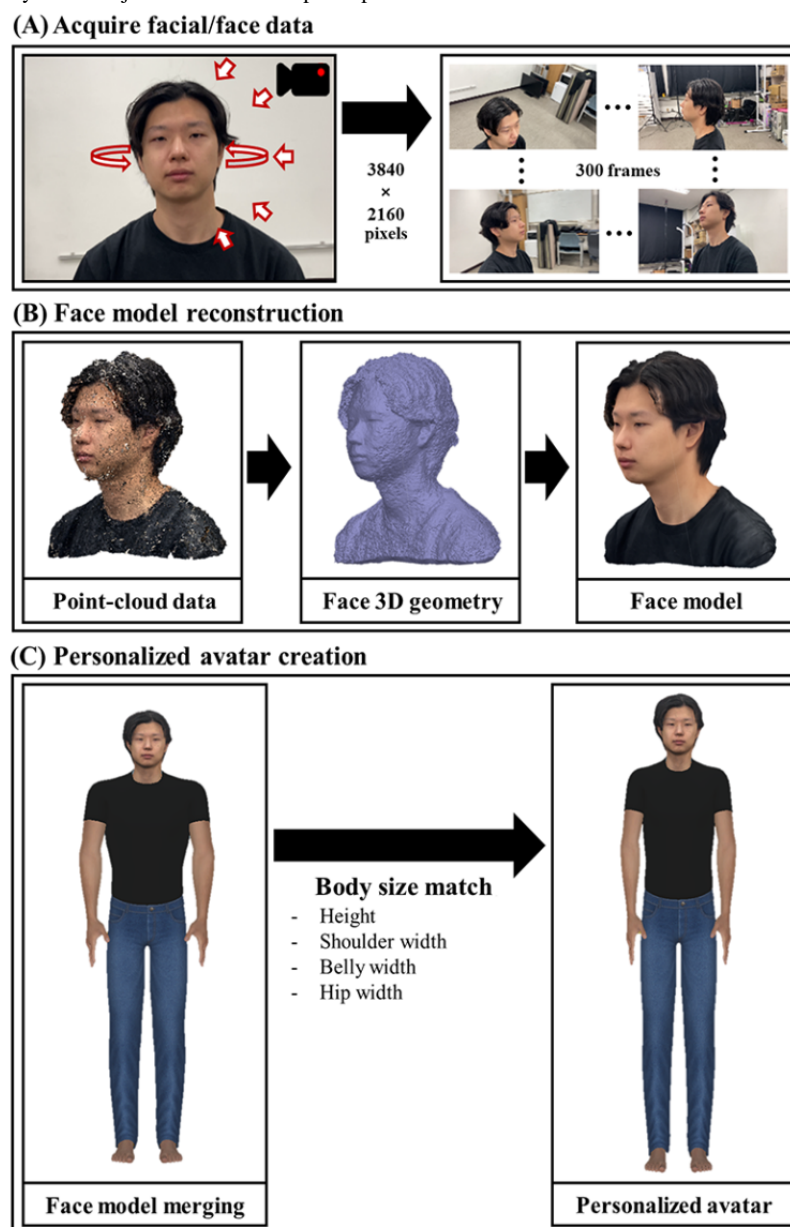 (A) Acquire facial/face data
3840
×
2160
pixels
300 frames
(B) Face model reconstruction
Point-cloud data
Face 3D geometry
Face model
(C) Personalized avatar creation
Body size match
- Height
- Shoulder width
- Belly width
- Hip width
Face model merging
Personalized avatar